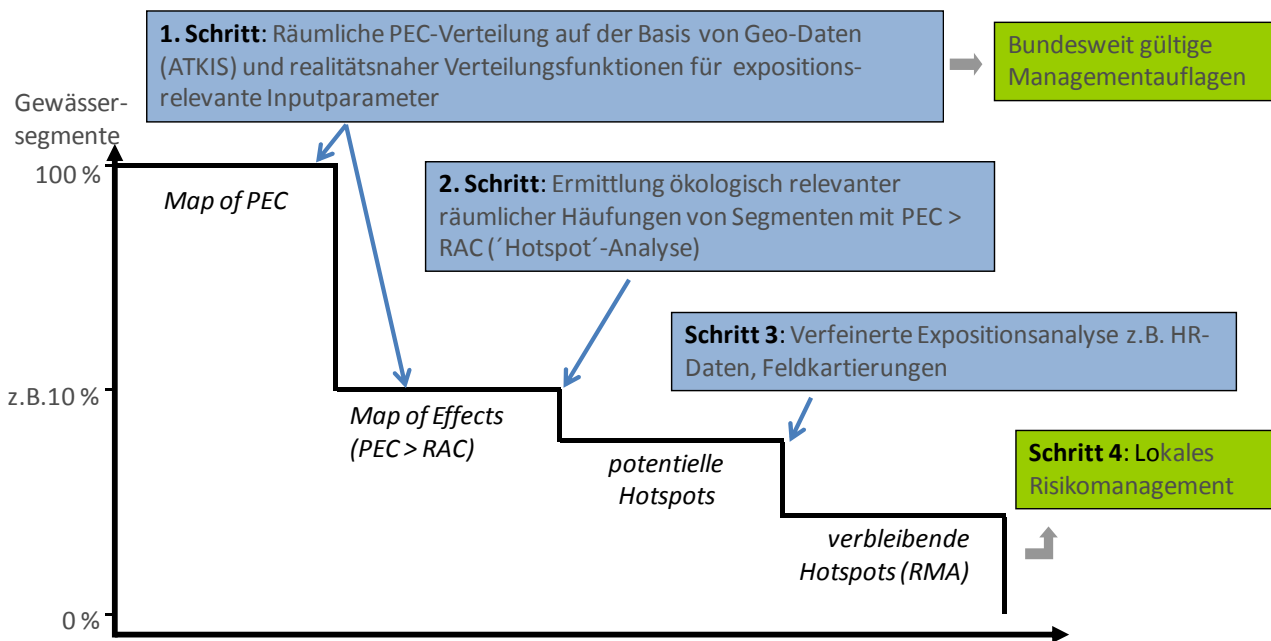 1. Schritt: Räumliche PEC-Verteilung auf der Basis von Geo-Daten
(ATKIS) und realitätsnaher Verteilungsfunktionen für expositions-
relevante Inputparameter
Bundesweit gültige
Managementauflagen
Gewässer-
segmente
100 %
Map of PEC
2. Schritt: Ermittlung ökologisch relevanter
räumlicher Häufungen von Segmenten mit PEC >
RAC (´Hotspot´-Analyse)
Schritt 3: Verfeinerte Expositionsanalyse z.B. HR-
Daten, Feldkartierungen
z.B.10 %
Map of Effects
(PEC > RAC)
potentielle
Hotspots
Schritt 4: Lokales
Risikomanagement
verbleibende
Hotspots (RMA)
0 %